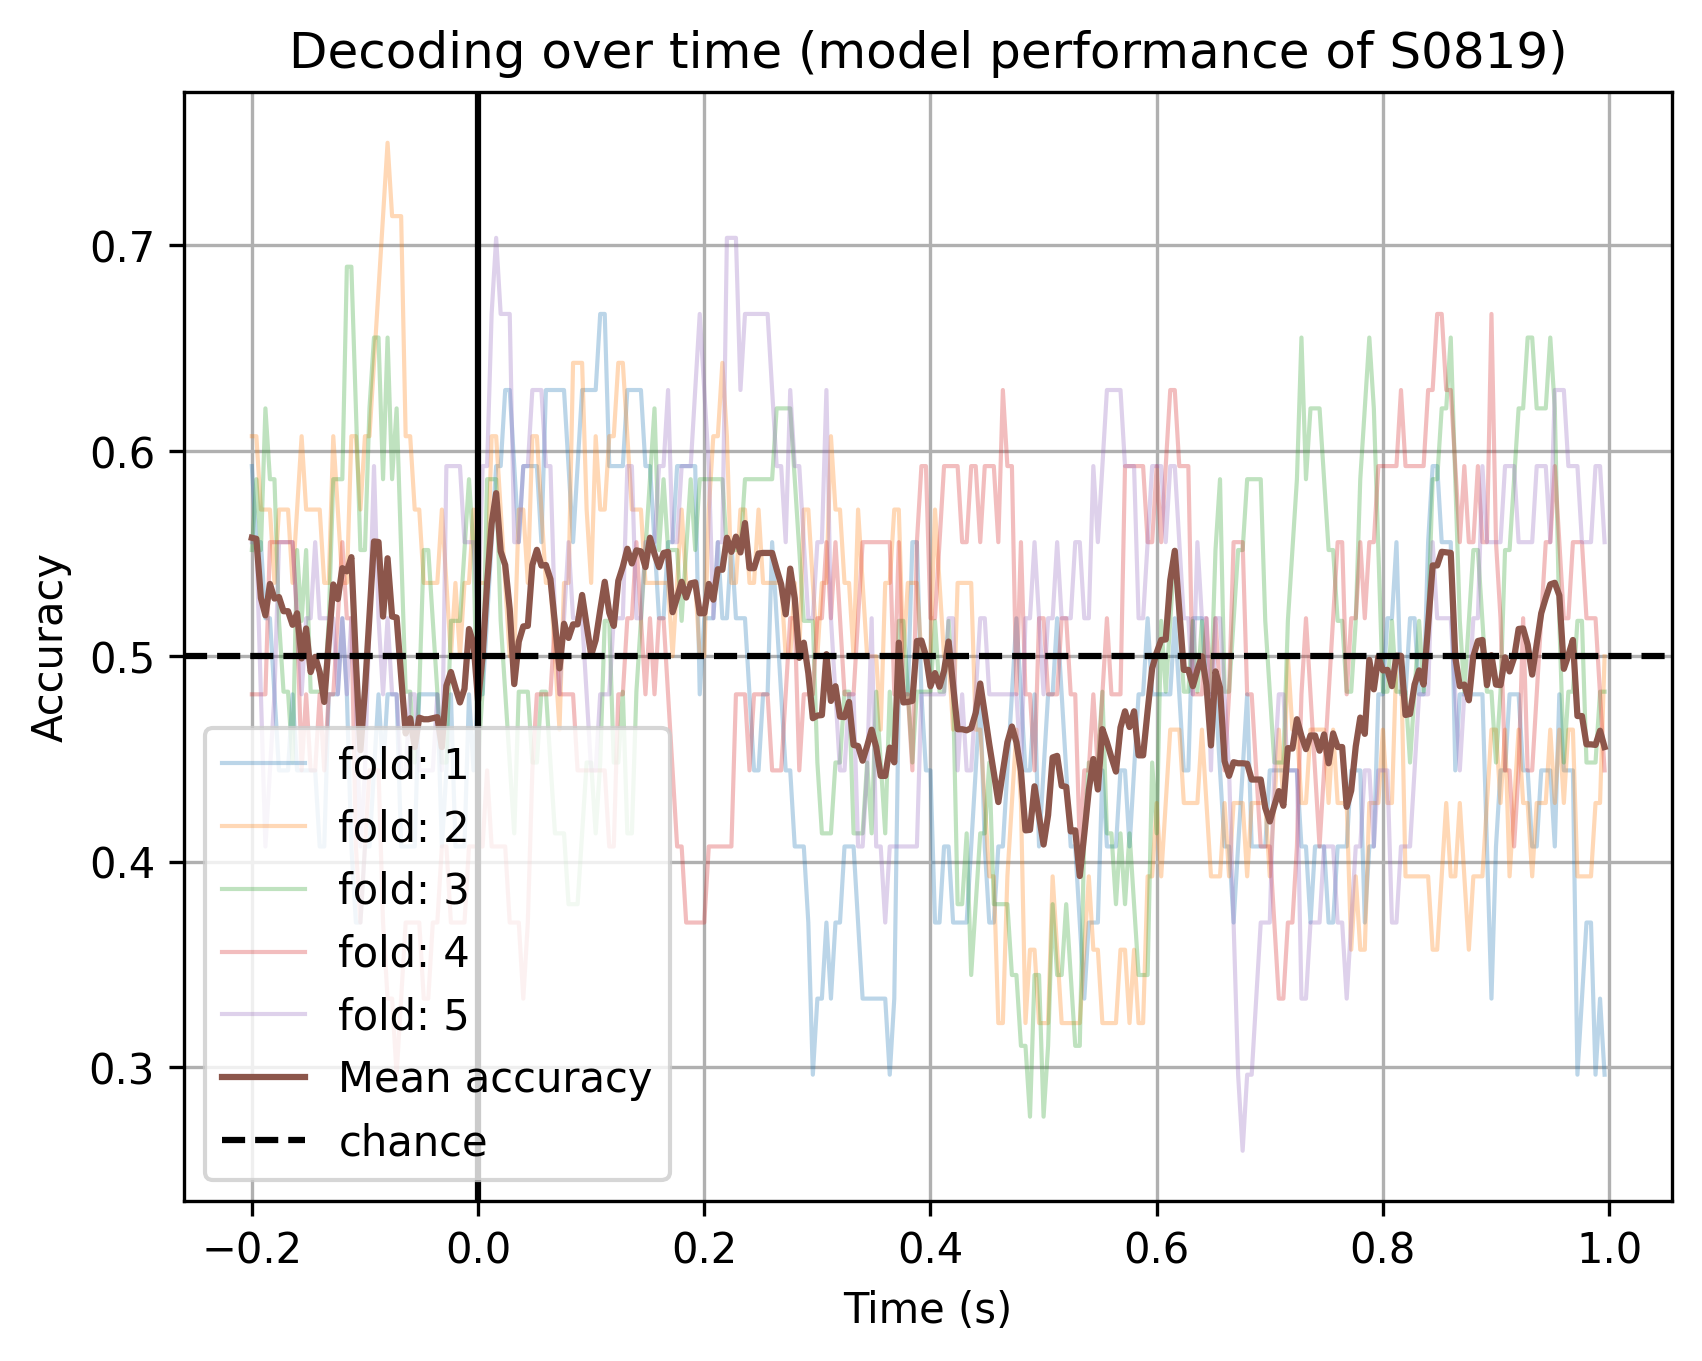 Decoding over time (model performance of S0819)
Accuracy
0.7
0.6
0.5
0.4
0.3
fold: 1
fold: 2
fold: 3
fold: 4
fold: 5
Mean accuracy
chance
−0.2 0.0 0.2 0.4 0.6 0.8 1.0
Time (s)